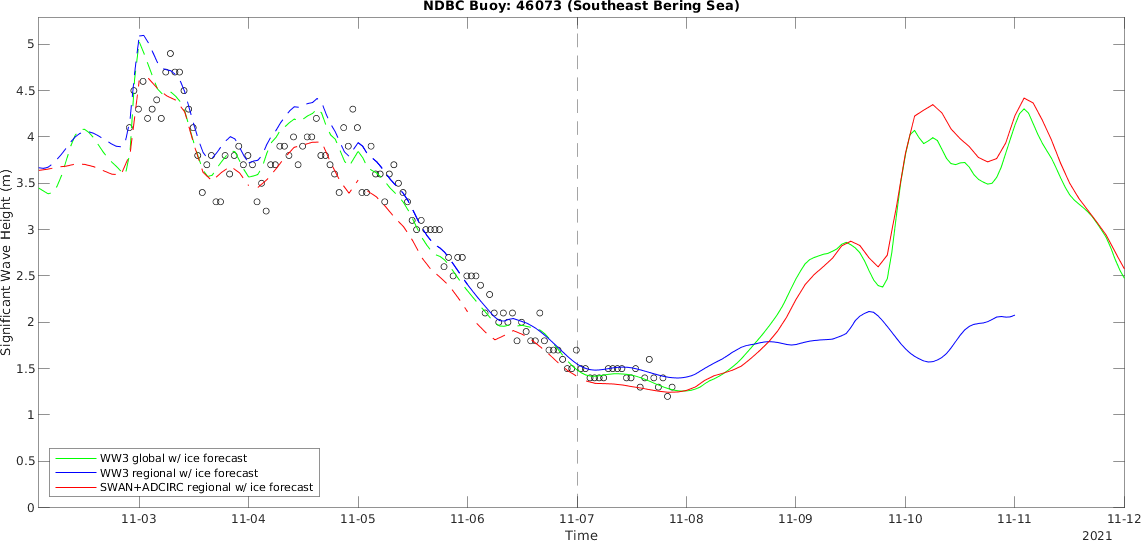 NDBC Buoy: 46073 (Southeast Bering Sea)
Significant Wave Height (m)
5
4.5
4
3.5
3
2.5
2
1.5
1
0.5
0
WW3 global w/ ice forecast
WW3 regional w/ ice forecast
SWAN+ADCIRC regional w/ ice forecast
11-03 11-04 11-05 11-06 11-07 11-08 11-09 11-10 11-11 11-12
Time
2021